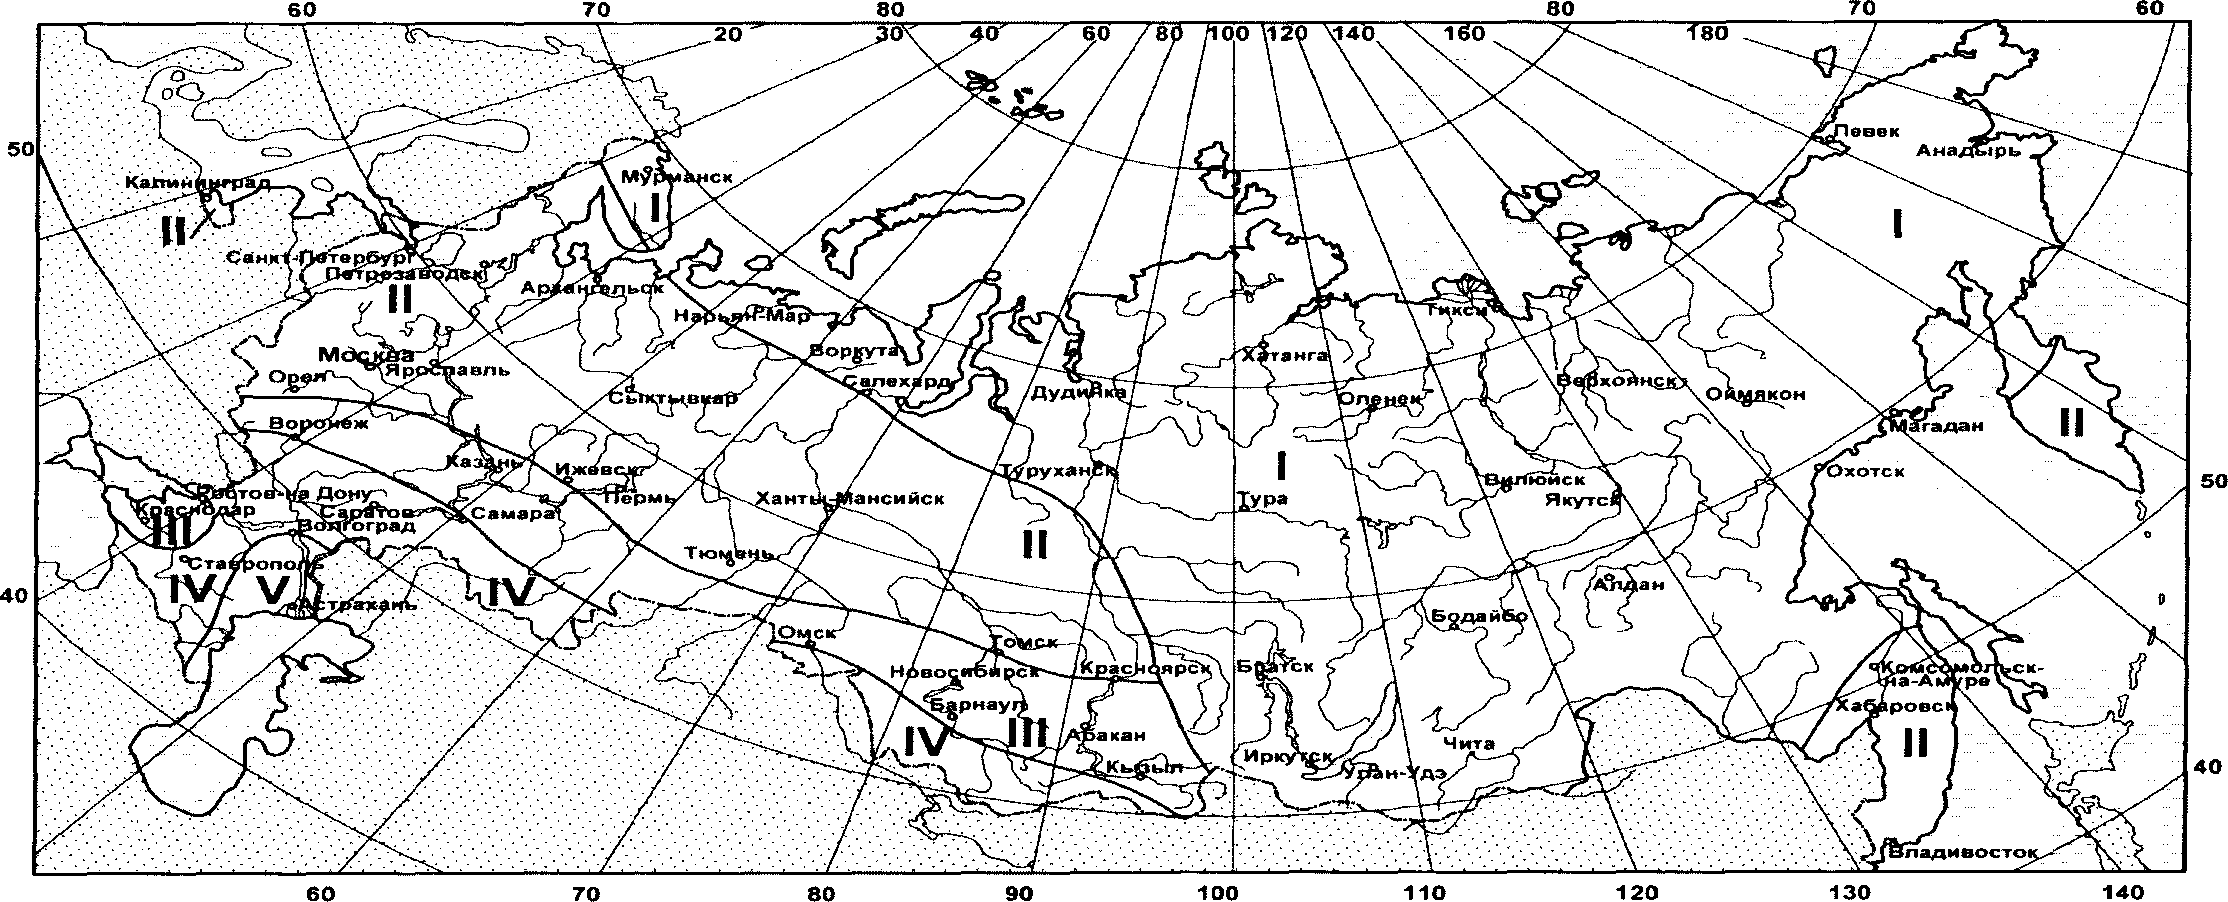 60 70 80 80 70 60
20 30 40 60 80 100 120 140 160 180
Певек
50
Анадырь
Мурманск
Калининград
I
I
II
Санкт-Петербург
Петрозаводск
II
Архангельск
Нарьян-Мар
Тикси
Воркута
Москва
Хатанга
Ярославль
Орел
Салехард
Дудинка
Верхоянск
Оймякон
Сыктывкар
Оленек
II
Воронеж
Магадан
Казань
Ижевск
Туруханск
I
Охотск
50
Вилюйск
Ростов-на Дону
Пермь
Ханты-Мансийск
Тура
Якутск
Краснодар
Саратов
Самара
III
Волгоград
II
Тюмень
Ставрополь
IV
V
IV
Алдан
40
Астрахань
Бодайбо
Омск
Томск
Новосибирск
Красноярск
Братск
Комсомольск-
на-Амуре
Барнаул
Хабаровск
IV
III
Абакан
Чита
II
Иркутск
Кызыл
Улан-Удэ
40
Владивосток
60 70 80 90 100 110 120 130 140